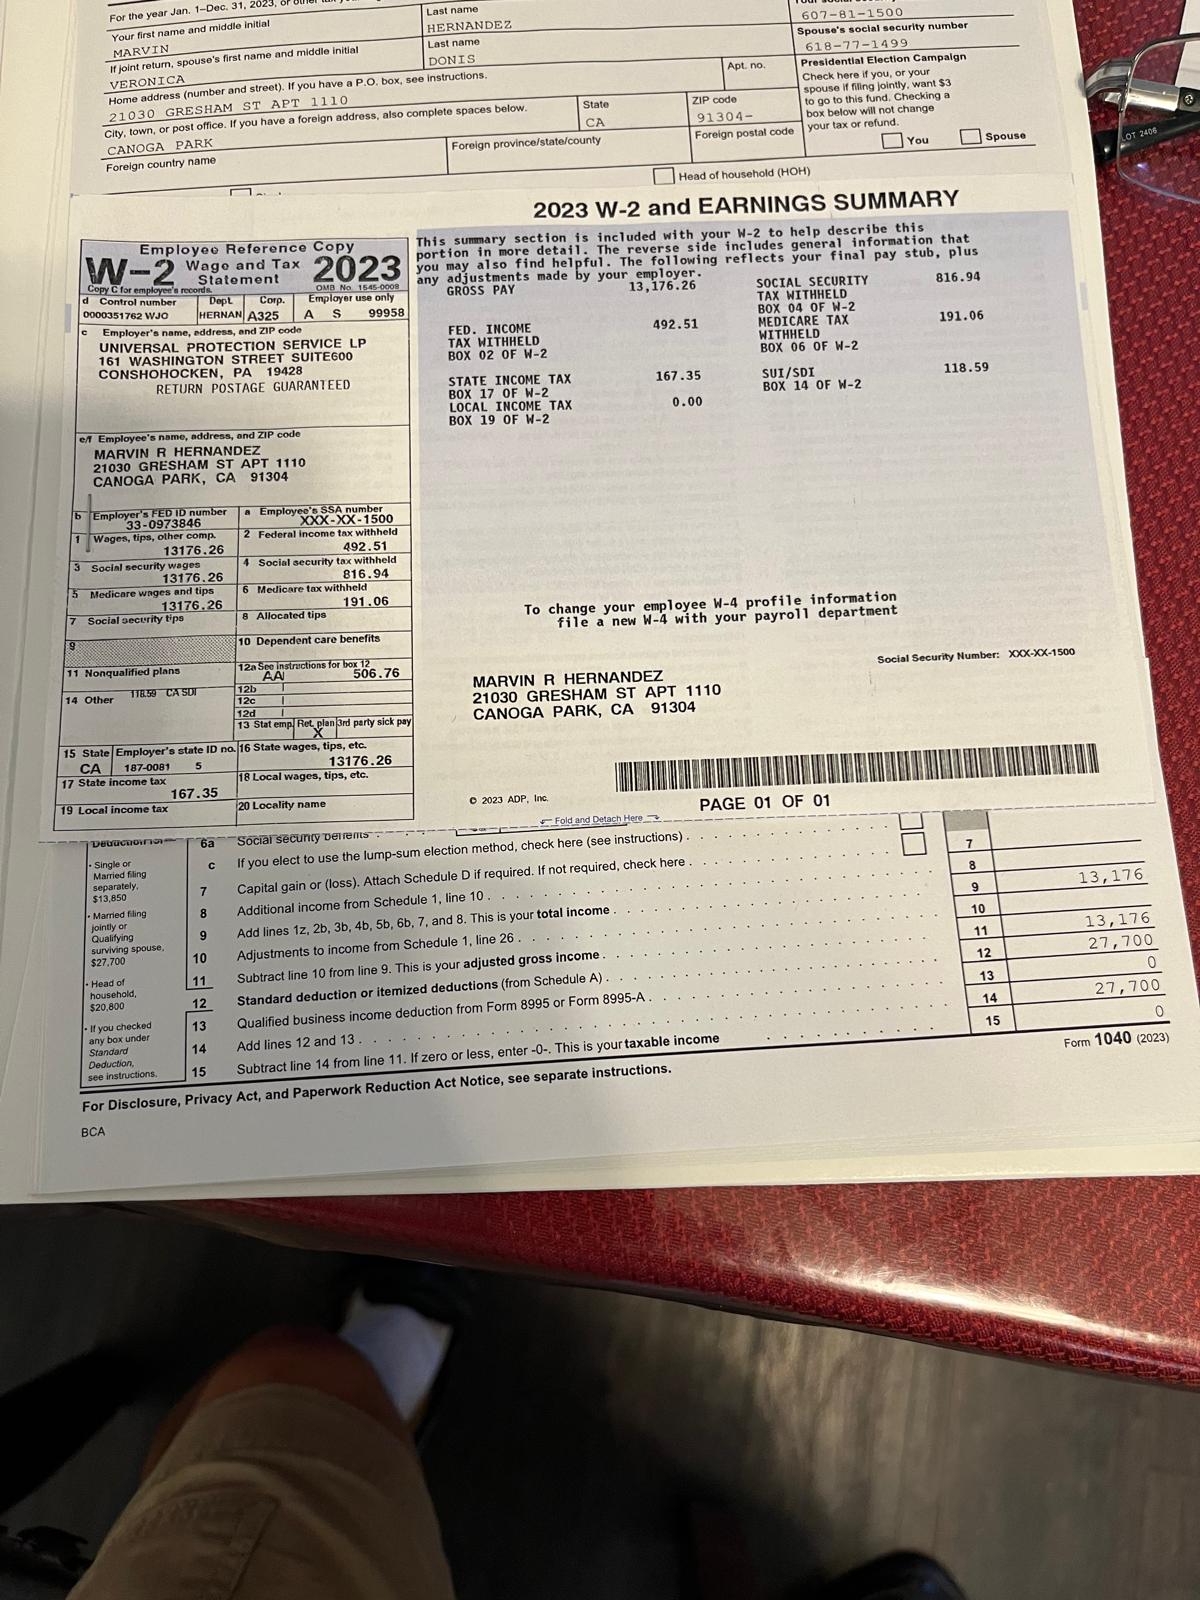 For the year Jan. 1–Dec. 31, 2023, or other tax
Your first name and middle initial
Last name
MARVIN
HERNANDEZ
607-81-1500
If joint return, spouse's first name and middle initial
Last name
Spouse's social security number
VERONICA
DONIS
618-77-1499
Home address (number and street). If you have a P.O. box, see instructions.
Apt. no.
21030 GRESHAM ST APT 1110
City, town, or post office. If you have a foreign address, also complete spaces below.
State
ZIP code
CANOGA PARK
CA
91304-
Foreign country name
Foreign province/state/county
Foreign postal code
Presidential Election Campaign
Check here if you, or your
spouse if filing jointly, want $3
to go to this fund. Checking a
box below will not change
your tax or refund.
You
Spouse
Head of household (HOH)
2023 W-2 and EARNINGS SUMMARY
Employee Reference Copy
W-2 Wage and Tax Statement 2023
Copy C for employee's records.
OMB No. 1545-0008
d Control number
Dept.
Corp.
Employer use only
0000351762 WJO
HERNAN
A325
A S 99958
c Employer's name, address, and ZIP code
UNIVERSAL PROTECTION SERVICE LP
161 WASHINGTON STREET SUITE600
CONSHOHOCKEN, PA 19428
RETURN POSTAGE GUARANTEED
e/f Employee's name, address, and ZIP code
MARVIN R HERNANDEZ
21030 GRESHAM ST APT 1110
CANOGA PARK, CA 91304
b Employer's FED ID number
33-0973846
a Employee's SSA number
XXX-XX-1500
1 Wages, tips, other comp.
13176.26
2 Federal income tax withheld
492.51
3 Social security wages
13176.26
4 Social security tax withheld
816.94
5 Medicare wages and tips
13176.26
6 Medicare tax withheld
191.06
7 Social security tips
8 Allocated tips
9
10 Dependent care benefits
11 Nonqualified plans
12a See instructions for box 12
AA 506.76
14 Other
118.59 CA SDI
12b
12c
12d
13 Stat emp. Ret. plan 3rd party sick pay
X
15 State Employer's state ID no.
CA 187-0081 5
16 State wages, tips, etc.
13176.26
17 State income tax
167.35
18 Local wages, tips, etc.
19 Local income tax
20 Locality name
This summary section is included with your W-2 to help describe this
portion in more detail. The reverse side includes general information that
you may also find helpful. The following reflects your final pay stub, plus
any adjustments made by your employer.
GROSS PAY 13,176.26
SOCIAL SECURITY 816.94
TAX WITHHELD
BOX 04 OF W-2
FED. INCOME 492.51
TAX WITHHELD
BOX 02 OF W-2
MEDICARE TAX 191.06
WITHHELD
BOX 06 OF W-2
STATE INCOME TAX 167.35
BOX 17 OF W-2
SUI/SDI 118.59
BOX 14 OF W-2
LOCAL INCOME TAX 0.00
BOX 19 OF W-2
To change your employee W-4 profile information
file a new W-4 with your payroll department
Social Security Number: XXX-XX-1500
MARVIN R HERNANDEZ
21030 GRESHAM ST APT 1110
CANOGA PARK, CA 91304
© 2023 ADP, Inc.
PAGE 01 OF 01
Fold and Detach Here
6a Social security benefits
c If you elect to use the lump-sum election method, check here (see instructions)
7 Capital gain or (loss). Attach Schedule D if required. If not required, check here 7
8 Additional income from Schedule 1, line 10 8
9 Add lines 1z, 2b, 3b, 4b, 5b, 6b, 7, and 8. This is your total income 9 13,176
10 Adjustments to income from Schedule 1, line 26 10
11 Subtract line 10 from line 9. This is your adjusted gross income 11 13,176
12 Standard deduction or itemized deductions (from Schedule A) 12 27,700
13 Qualified business income deduction from Form 8995 or Form 8995-A 13 0
14 Add lines 12 and 13 14 27,700
15 Subtract line 14 from line 11. If zero or less, enter -0-. This is your taxable income 15 0
• Single or
Married filing
separately,
$13,850
• Married filing
jointly or
Qualifying
surviving spouse,
$27,700
• Head of
household,
$20,800
• If you checked
any box under
Standard
Deduction,
see instructions.
For Disclosure, Privacy Act, and Paperwork Reduction Act Notice, see separate instructions.
Form 1040 (2023)
BCA
LOT 2406